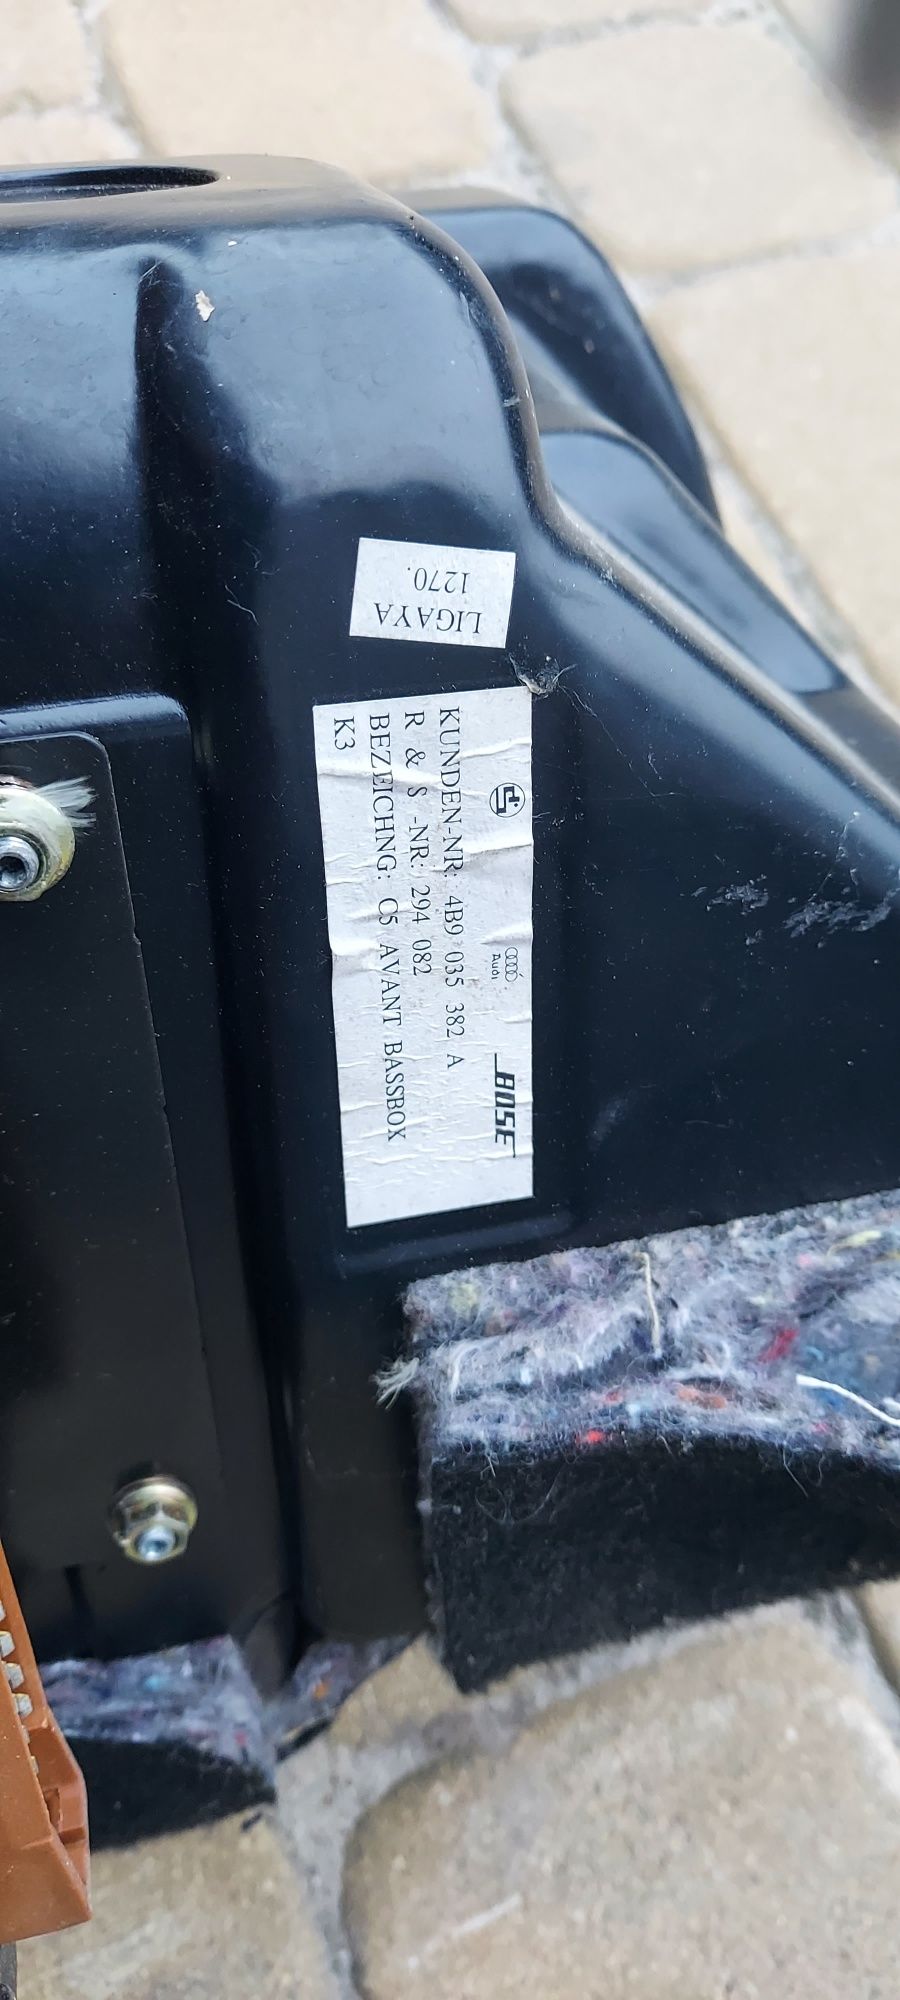 LIGAYA
1270.
Audi
BOSE
KUNDEN-NR: 4B9 035 382 A
R & S -NR: 294 082
BEZEICHNG: C5 AVANT BASSBOX
K3